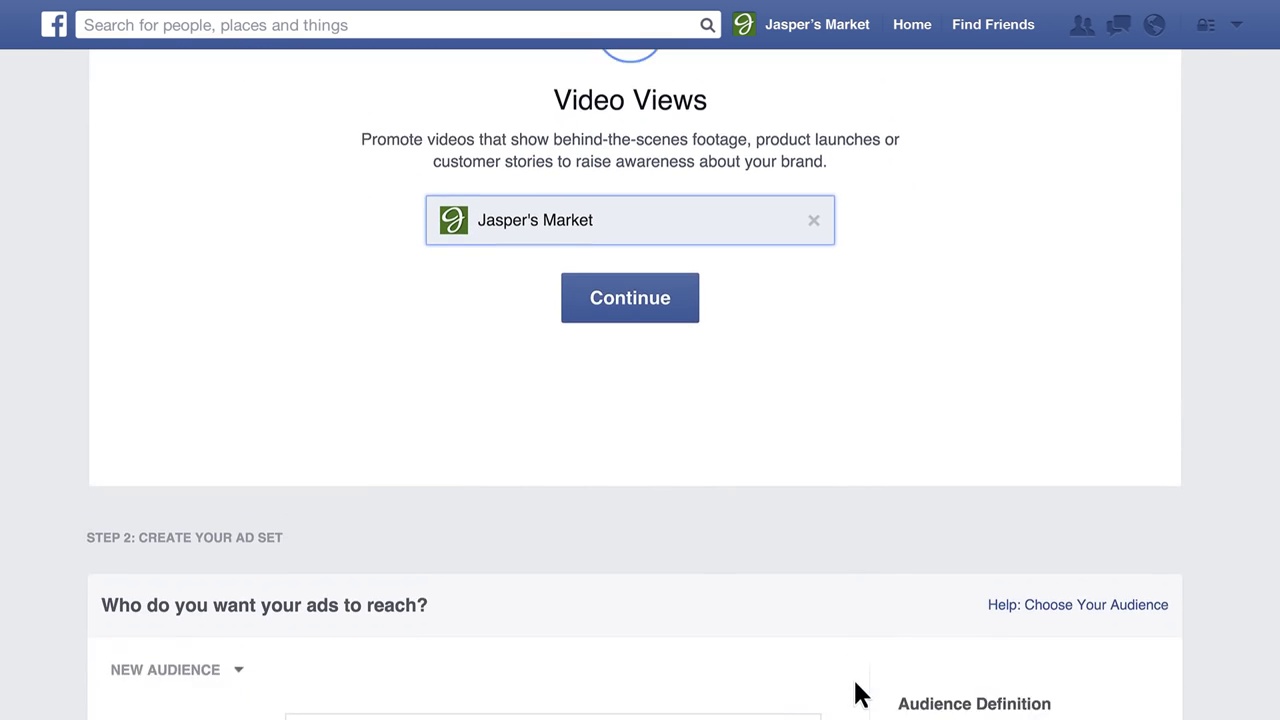 Search for people, places and things
Jasper's Market
Home
Find Friends
Video Views
Promote videos that show behind-the-scenes footage, product launches or
customer stories to raise awareness about your brand.
Jasper's Market
Continue
STEP 2: CREATE YOUR AD SET
Who do you want your ads to reach?
Help: Choose Your Audience
NEW AUDIENCE
Audience Definition